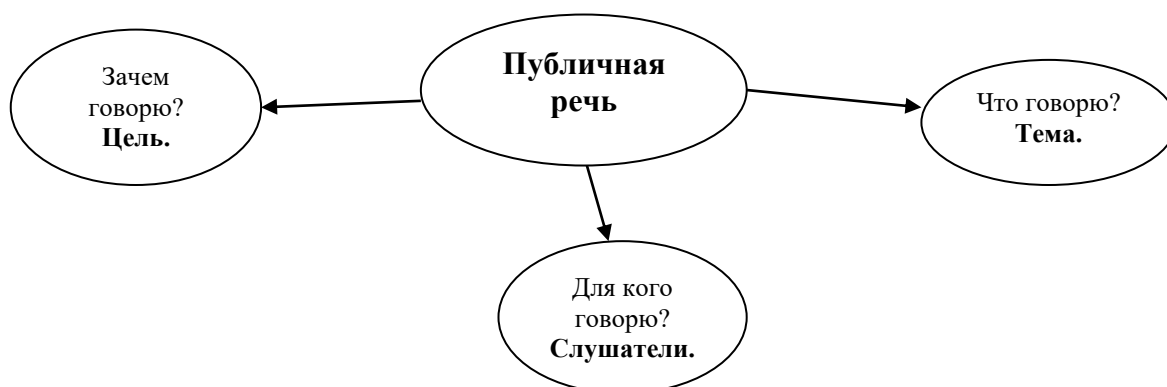 Публичная
речь
Зачем
говорю?
Цель.
Что говорю?
Тема.
Для кого
говорю?
Слушатели.